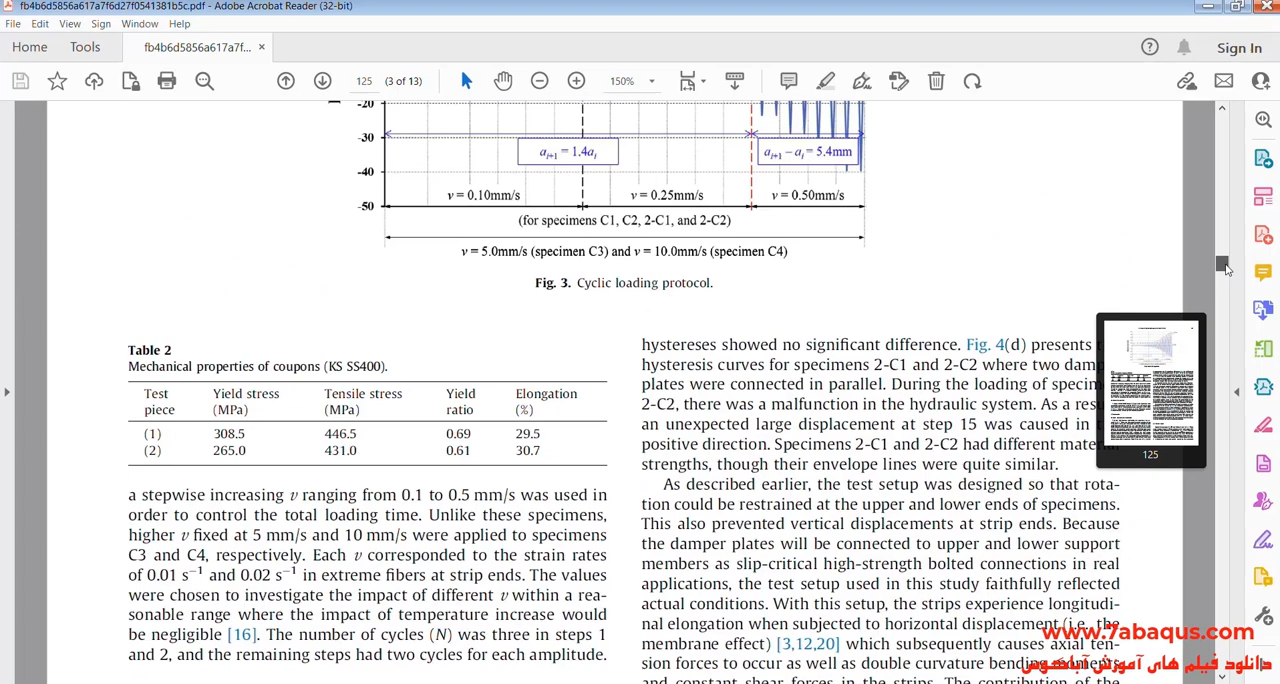 fb4b6d5856a617a7f6d27f0541381b5c.pdf - Adobe Acrobat Reader (32-bit)
File Edit View Sign Window Help
Home Tools fb4b6d5856a617a7f... × Sign In
125 (3 of 13) 150%
-20
-30
aᵢ₊₁ = 1.4aᵢ aᵢ₊₁ – aᵢ = 5.4mm
-40
v = 0.10mm/s v = 0.25mm/s v = 0.50mm/s
-50
(for specimens C1, C2, 2-C1, and 2-C2)
v = 5.0mm/s (specimen C3) and v = 10.0mm/s (specimen C4)
Fig. 3. Cyclic loading protocol.
Table 2
Mechanical properties of coupons (KS SS400).
Test piece Yield stress (MPa) Tensile stress (MPa) Yield ratio Elongation (%)
(1) 308.5 446.5 0.69 29.5
(2) 265.0 431.0 0.61 30.7
a stepwise increasing v ranging from 0.1 to 0.5 mm/s was used in
order to control the total loading time. Unlike these specimens,
higher v fixed at 5 mm/s and 10 mm/s were applied to specimens
C3 and C4, respectively. Each v corresponded to the strain rates
of 0.01 s⁻¹ and 0.02 s⁻¹ in extreme fibers at strip ends. The values
were chosen to investigate the impact of different v within a rea-
sonable range where the impact of temperature increase would
be negligible [16]. The number of cycles (N) was three in steps 1
and 2, and the remaining steps had two cycles for each amplitude.
hystereses showed no significant difference. Fig. 4(d) presents
hysteresis curves for specimens 2-C1 and 2-C2 where two
plates were connected in parallel. During the loading of
2-C2, there was a malfunction in the hydraulic system. As a
an unexpected large displacement at step 15 was caused in
positive direction. Specimens 2-C1 and 2-C2 had different
strengths, though their envelope lines were quite similar.
As described earlier, the test setup was designed so that rota-
tion could be restrained at the upper and lower ends of specimens.
This also prevented vertical displacements at strip ends. Because
the damper plates will be connected to upper and lower support
members as slip-critical high-strength bolted connections in real
applications, the test setup used in this study faithfully reflected
actual conditions. With this setup, the strips experience longitudi-
nal elongation when subjected to horizontal displacement (i.e., the
membrane effect) [3,12,20] which subsequently causes axial ten-
sion forces to occur as well as double curvature bending moments
and constant shear forces in the strips. The contribution of the
125
www.7abaqus.com
دانلود فیلم های آموزش آباکوس